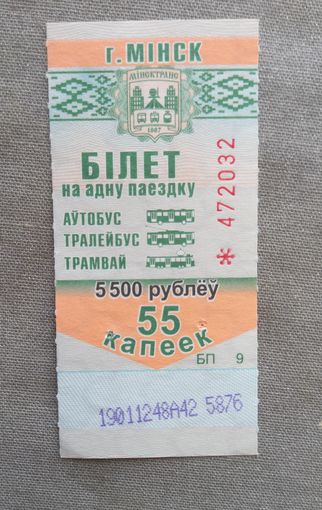 г. МІНСК
МІНСКТРАНС
1887
БІЛЕТ
на адну паездку
АЎТОБУС
ТРАЛЕЙБУС
ТРАМВАЙ
* 472032
5 500 рублёў
55
капеек
БП 9
19011248А42 5876